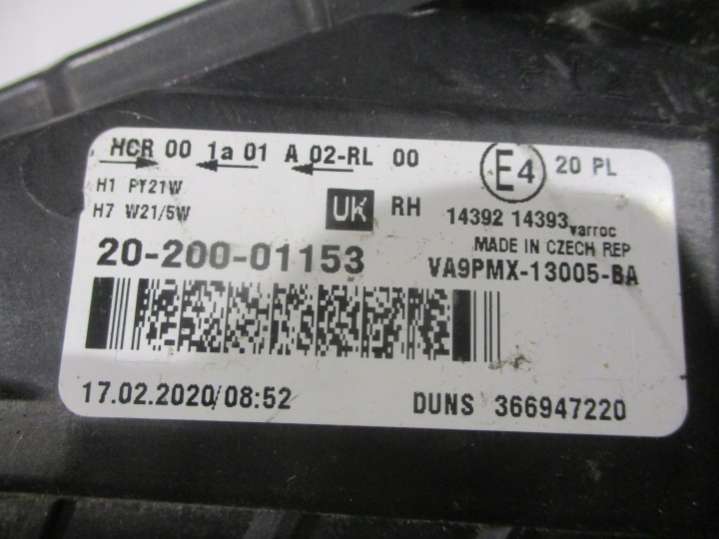 HCR 00 1a 01 A 02-RL 00 E4 20 PL
H1 PY21W
H7 W21/5W
UK RH
14392 14393 varroc
MADE IN CZECH REP
20-200-01153
VA9PMX-13005-BA
17.02.2020/08:52
DUNS 366947220